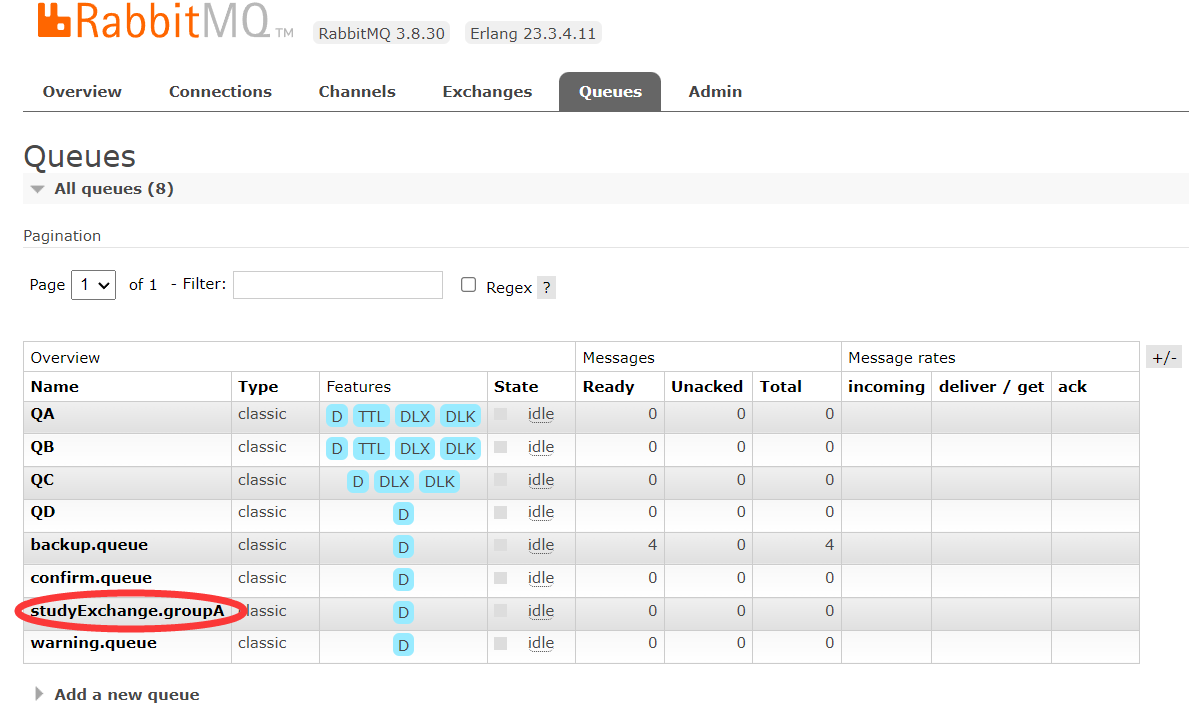 RabbitMQ TM RabbitMQ 3.8.30 Erlang 23.3.4.11
Overview Connections Channels Exchanges Queues Admin
Queues
All queues (8)
Pagination
Page 1 of 1 - Filter: Regex ?
Overview Messages Message rates +/-
Name Type Features State Ready Unacked Total incoming deliver / get ack
QA classic D TTL DLX DLK idle 0 0 0
QB classic D TTL DLX DLK idle 0 0 0
QC classic D DLX DLK idle 0 0 0
QD classic D idle 0 0 0
backup.queue classic D idle 4 0 4
confirm.queue classic D idle 0 0 0
studyExchange.groupA classic D idle 0 0 0
warning.queue classic D idle 0 0 0
Add a new queue